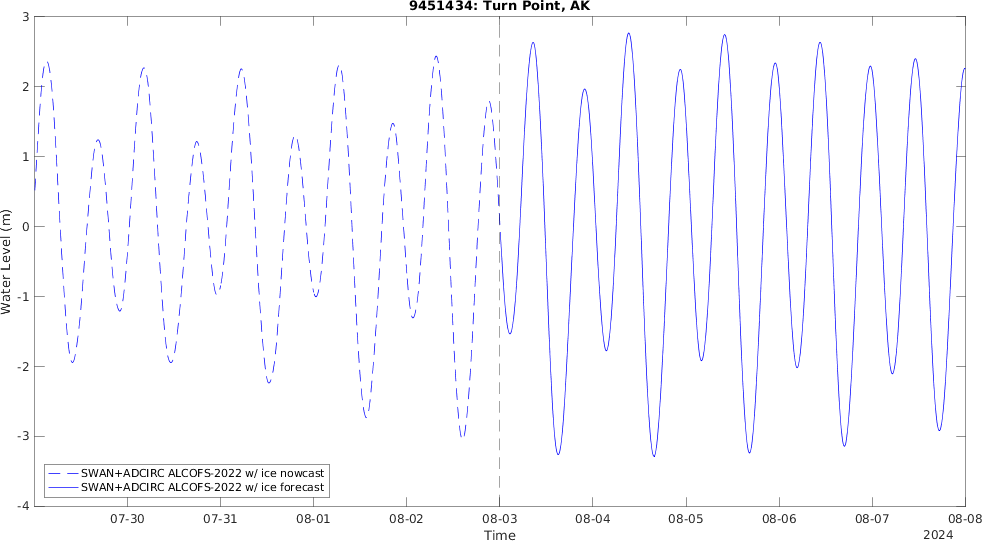 9451434: Turn Point, AK
3
2
1
0
-1
-2
-3
-4
Water Level (m)
SWAN+ADCIRC ALCOFS-2022 w/ ice nowcast
SWAN+ADCIRC ALCOFS-2022 w/ ice forecast
07-30 07-31 08-01 08-02 08-03 08-04 08-05 08-06 08-07 08-08
Time
2024